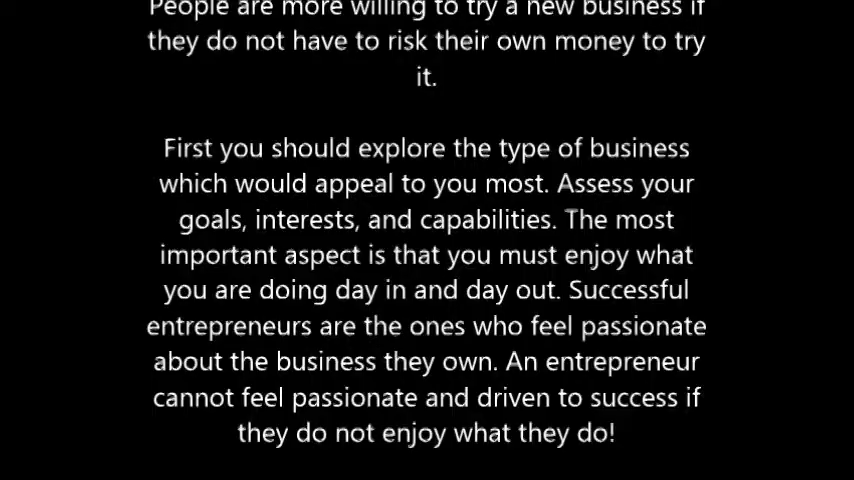 People are more willing to try a new business if
they do not have to risk their own money to try
it.
First you should explore the type of business
which would appeal to you most. Assess your
goals, interests, and capabilities. The most
important aspect is that you must enjoy what
you are doing day in and day out. Successful
entrepreneurs are the ones who feel passionate
about the business they own. An entrepreneur
cannot feel passionate and driven to success if
they do not enjoy what they do!